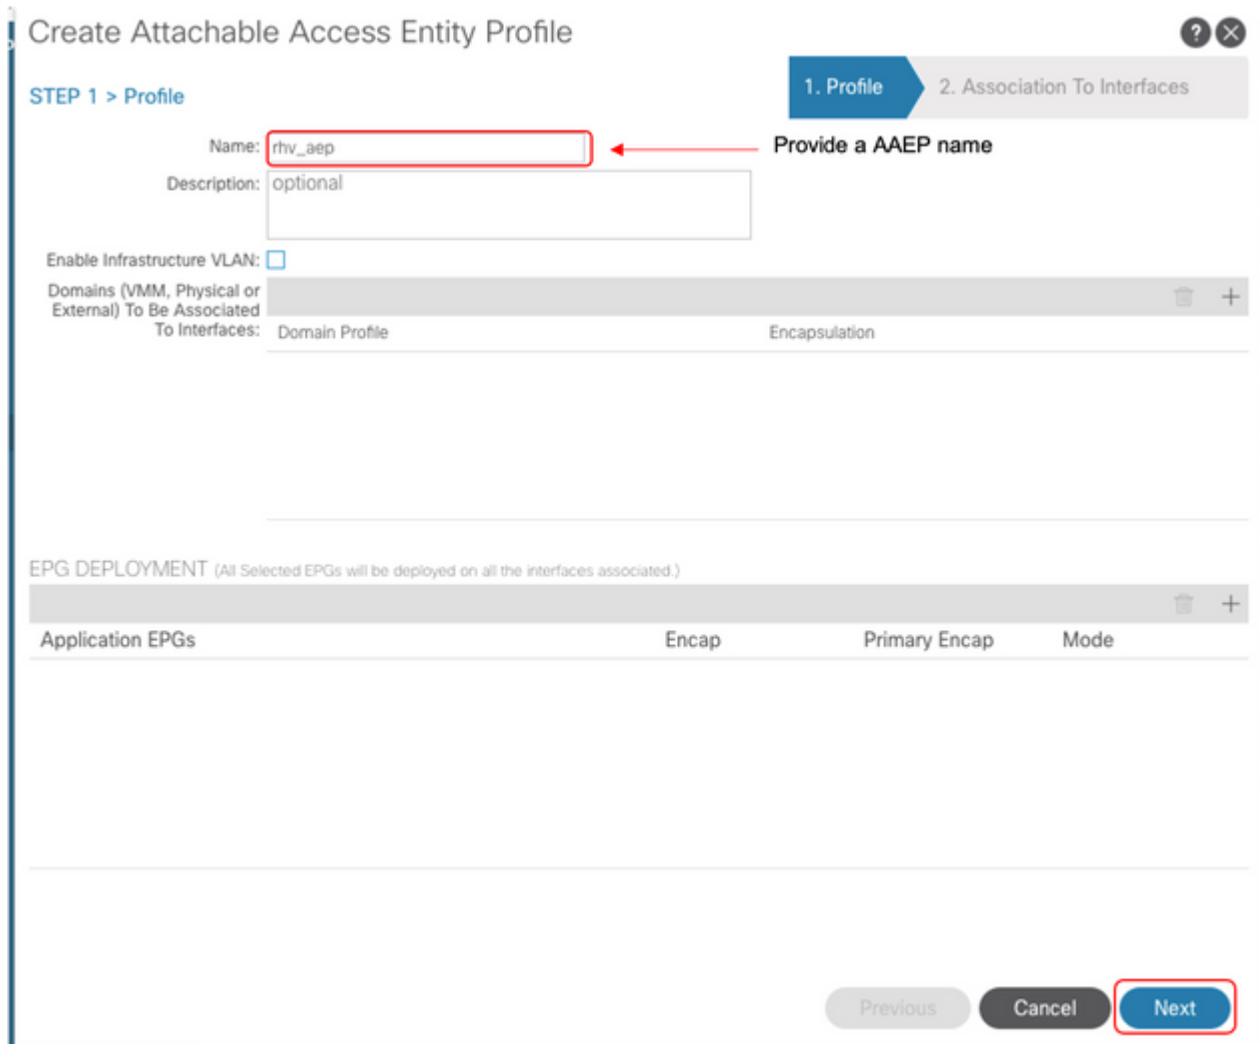 Create Attachable Access Entity Profile
STEP 1 > Profile
1. Profile
2. Association To Interfaces
Name: rhv_aep
Provide a AAEP name
Description: optional
Enable Infrastructure VLAN:
Domains (VMM, Physical or
External) To Be Associated
To Interfaces:
Domain Profile Encapsulation
EPG DEPLOYMENT (All Selected EPGs will be deployed on all the interfaces associated.)
Application EPGs Encap Primary Encap Mode
Previous Cancel Next